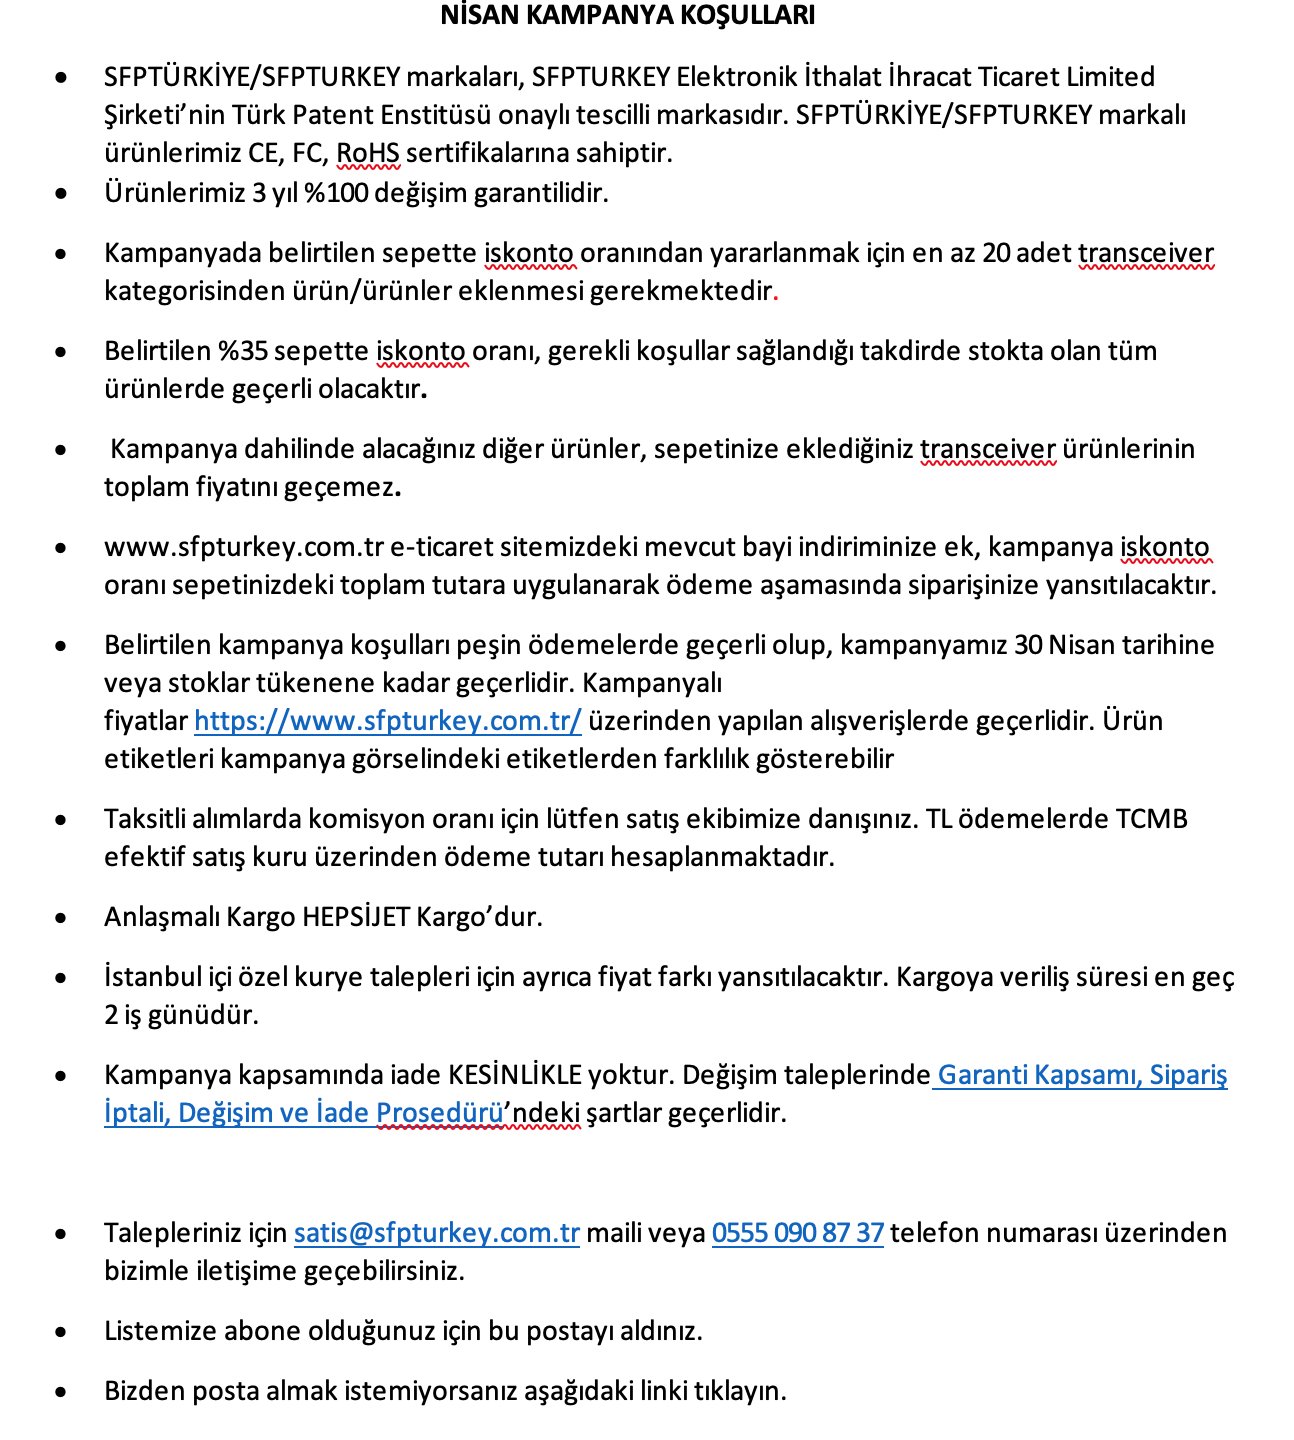 NİSAN KAMPANYA KOŞULLARI
• SFPTÜRKİYE/SFPTURKEY markaları, SFPTURKEY Elektronik İthalat İhracat Ticaret Limited
Şirketi’nin Türk Patent Enstitüsü onaylı tescilli markasıdır. SFPTÜRKİYE/SFPTURKEY markalı
ürünlerimiz CE, FC, RoHS sertifikalarına sahiptir.
• Ürünlerimiz 3 yıl %100 değişim garantilidir.
• Kampanyada belirtilen sepette iskonto oranından yararlanmak için en az 20 adet transceiver
kategorisinden ürün/ürünler eklenmesi gerekmektedir.
• Belirtilen %35 sepette iskonto oranı, gerekli koşullar sağlandığı takdirde stokta olan tüm
ürünlerde geçerli olacaktır.
• Kampanya dahilinde alacağınız diğer ürünler, sepetinize eklediğiniz transceiver ürünlerinin
toplam fiyatını geçemez.
• www.sfpturkey.com.tr e-ticaret sitemizdeki mevcut bayi indiriminize ek, kampanya iskonto
oranı sepetinizdeki toplam tutara uygulanarak ödeme aşamasında siparişinize yansıtılacaktır.
• Belirtilen kampanya koşulları peşin ödemelerde geçerli olup, kampanyamız 30 Nisan tarihine
veya stoklar tükenene kadar geçerlidir. Kampanyalı
fiyatlar https://www.sfpturkey.com.tr/ üzerinden yapılan alışverişlerde geçerlidir. Ürün
etiketleri kampanya görselindeki etiketlerden farklılık gösterebilir
• Taksitli alımlarda komisyon oranı için lütfen satış ekibimize danışınız. TL ödemelerde TCMB
efektif satış kuru üzerinden ödeme tutarı hesaplanmaktadır.
• Anlaşmalı Kargo HEPSİJET Kargo’dur.
• İstanbul içi özel kurye talepleri için ayrıca fiyat farkı yansıtılacaktır. Kargoya veriliş süresi en geç
2 iş günüdür.
• Kampanya kapsamında iade KESİNLİKLE yoktur. Değişim taleplerinde Garanti Kapsamı, Sipariş
İptali, Değişim ve İade Prosedürü’ndeki şartlar geçerlidir.
• Talepleriniz için satis@sfpturkey.com.tr maili veya 0555 090 87 37 telefon numarası üzerinden
bizimle iletişime geçebilirsiniz.
• Listemize abone olduğunuz için bu postayı aldınız.
• Bizden posta almak istemiyorsanız aşağıdaki linki tıklayın.